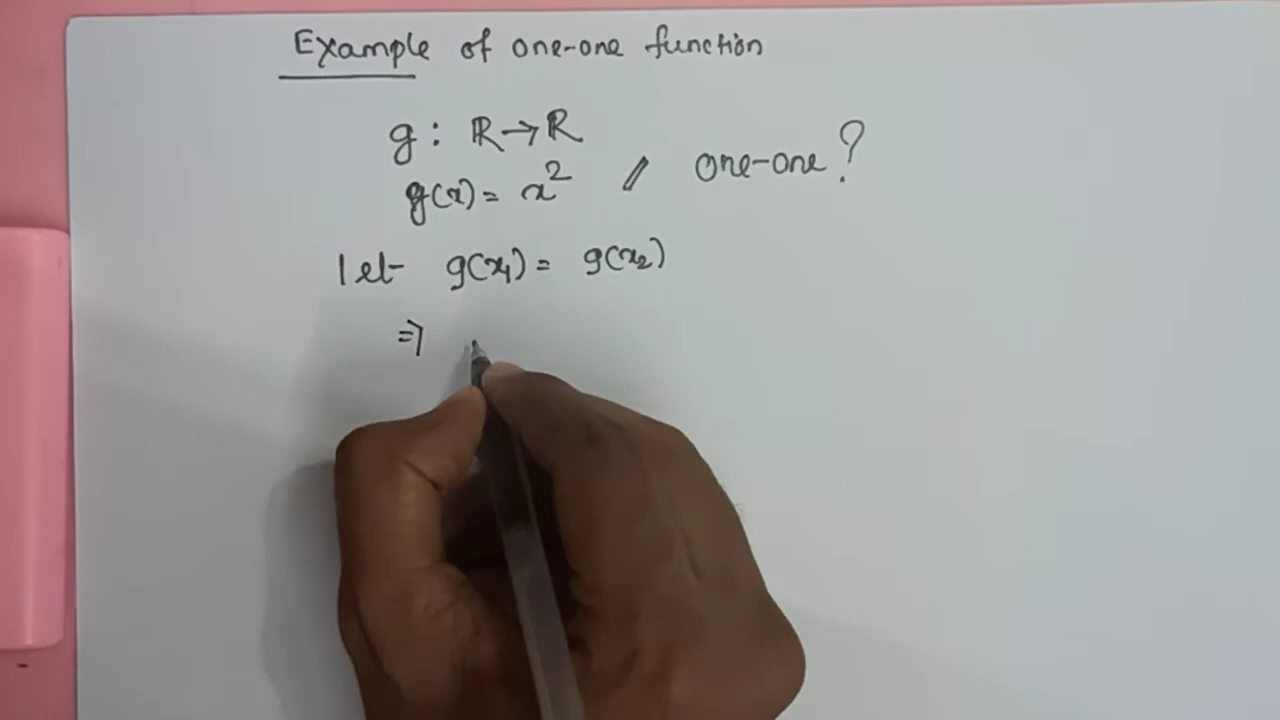 Example of one-one function
g : ℝ→ℝ
g(x) = x² , one-one?
Let g(x₁) = g(x₂)
⇒